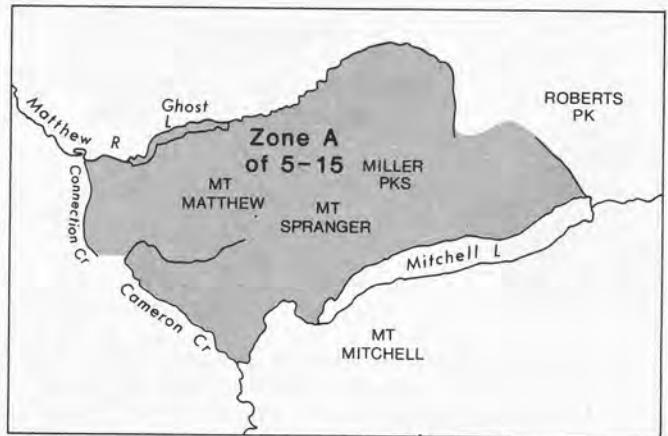 Matthew R
Ghost
L
ROBERTS
PK
Zone A
of 5-15
MILLER
PKS
MT
MATTHEW
Connection Cr
MT
SPRANGER
Mitchell L
Cameron Cr
MT
MITCHELL